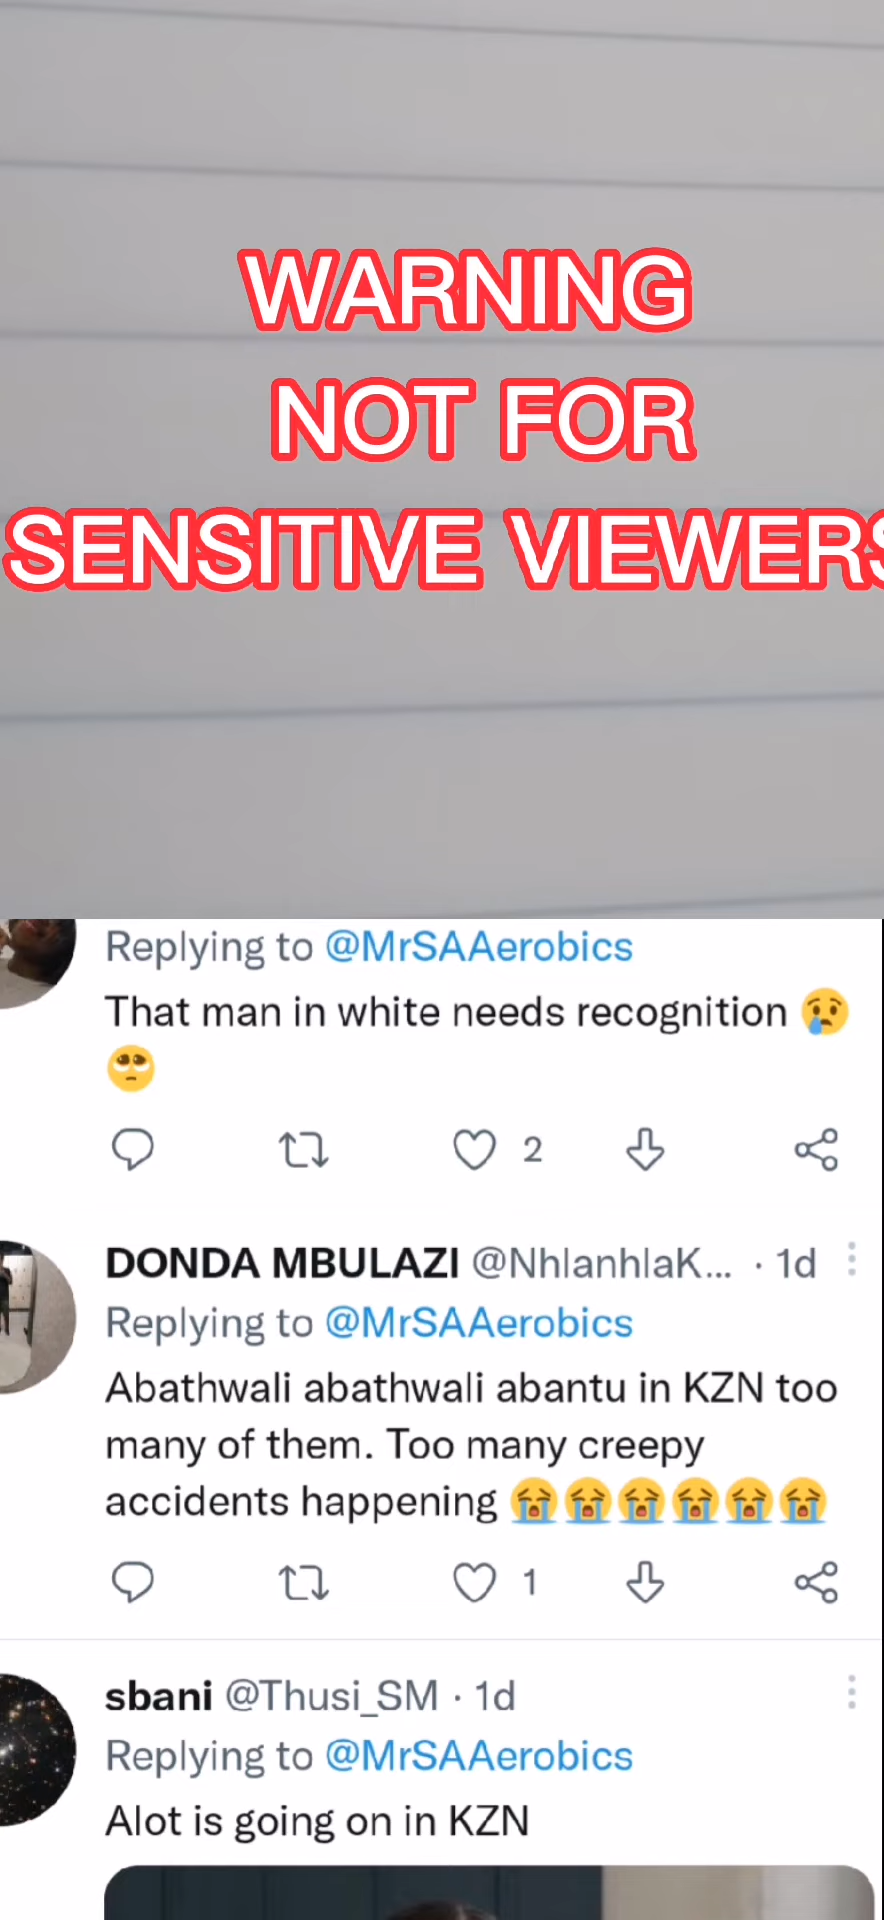 WARNING
NOT FOR
SENSITIVE VIEWERS
Replying to @MrSAAerobics
That man in white needs recognition 😢
🥺
2
DONDA MBULAZI @NhlanhlaK... · 1d
Replying to @MrSAAerobics
Abathwali abathwali abantu in KZN too
many of them. Too many creepy
accidents happening 😭😭😭😭😭😭
1
sbani @Thusi_SM · 1d
Replying to @MrSAAerobics
Alot is going on in KZN